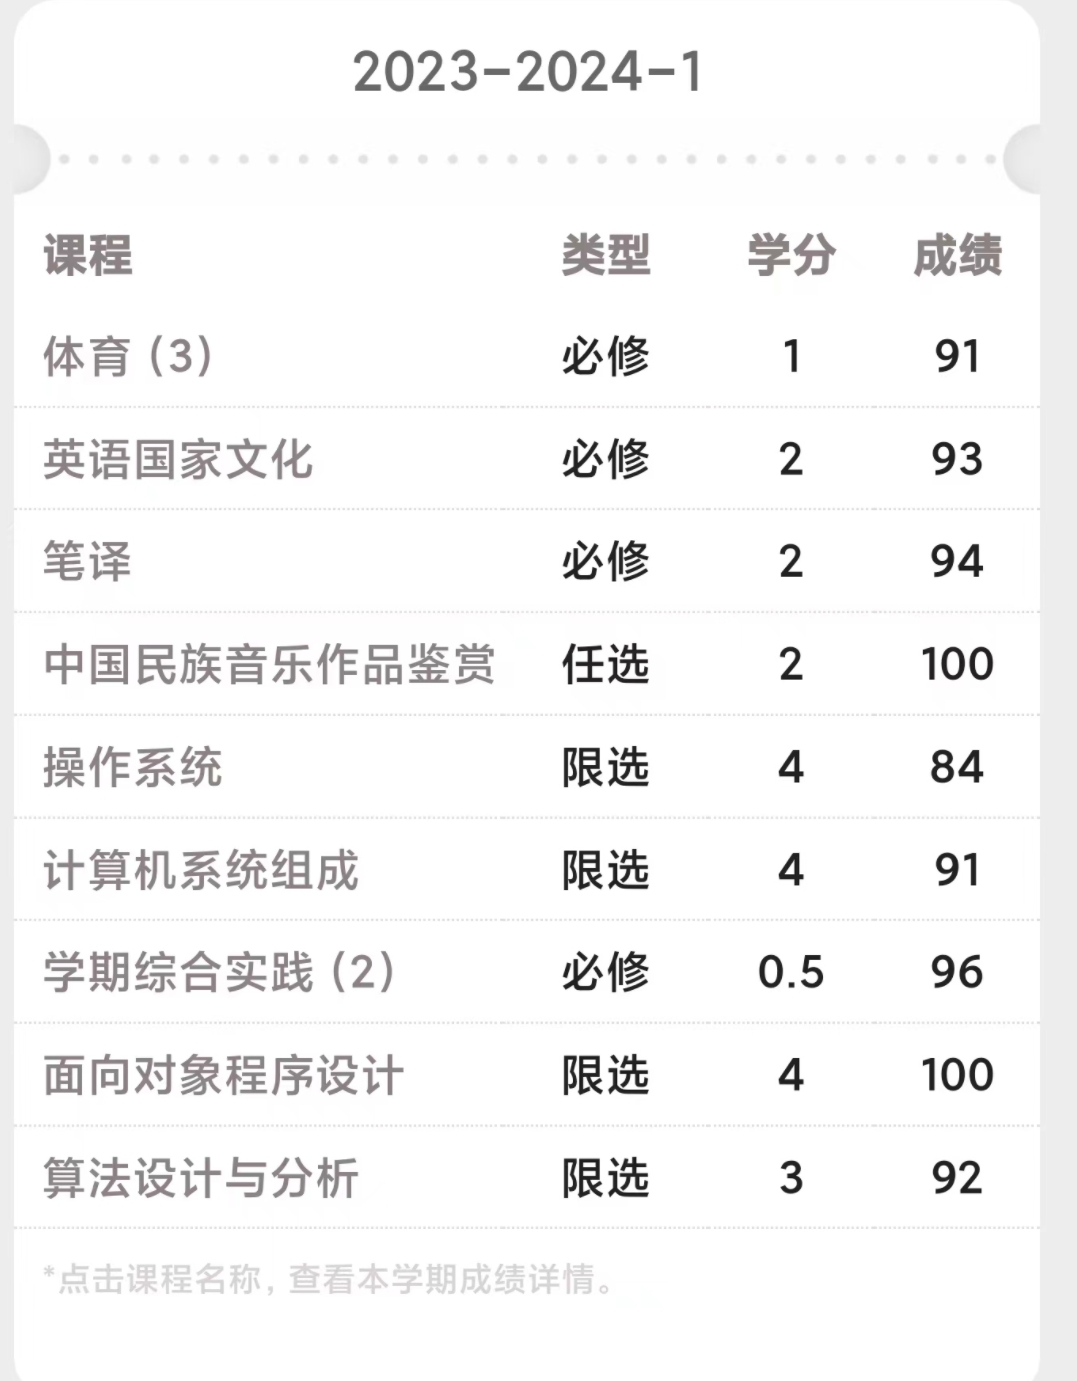 2023-2024-1
课程 类型 学分 成绩
体育（3） 必修 1 91
英语国家文化 必修 2 93
笔译 必修 2 94
中国民族音乐作品鉴赏 任选 2 100
操作系统 限选 4 84
计算机系统组成 限选 4 91
学期综合实践（2） 必修 0.5 96
面向对象程序设计 限选 4 100
算法设计与分析 限选 3 92
*点击课程名称，查看本学期成绩详情。